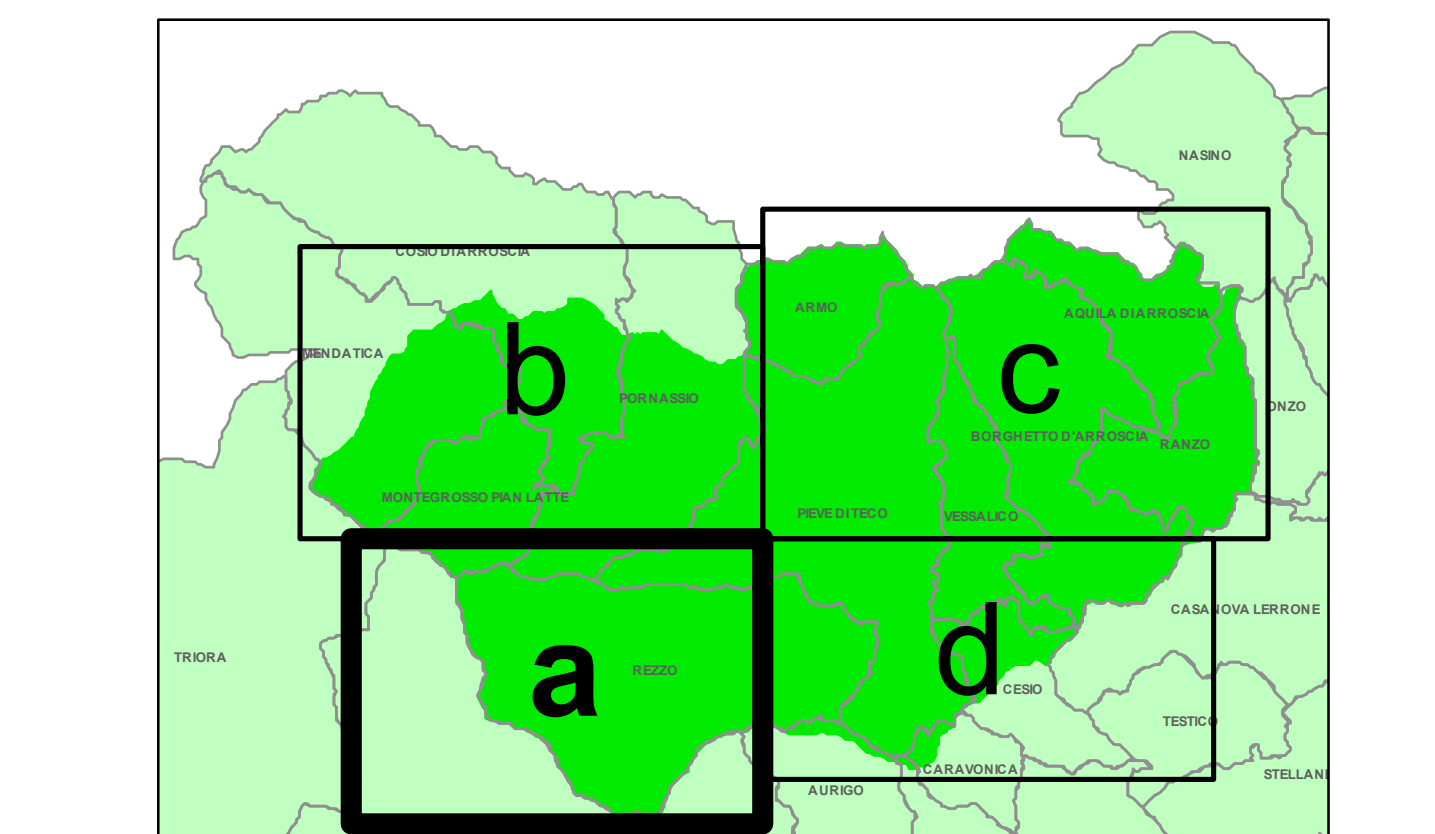 NASINO
COSIO DI ARROSCIA
ARMO
AQUILA DI ARROSCIA
MENDATICA
b
c
PORNASSIO
ONZO
BORGHETTO D'ARROSCIA
RANZO
MONTEGROSSO PIAN LATTE
PIEVE DI TECO
VESSALICO
CASANOVA LERRONE
TRIORA
a
REZZO
d
CESIO
TESTICO
CARAVONICA
STELLANI
AURIGO